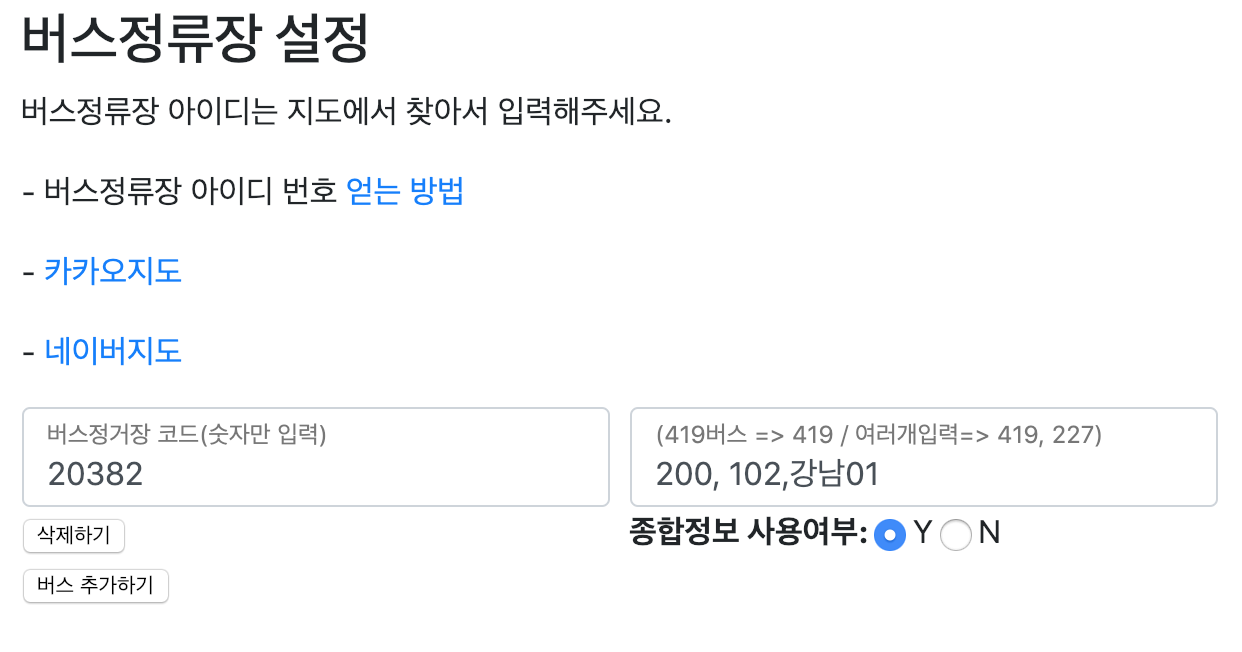 버스정류장 설정
버스정류장 아이디는 지도에서 찾아서 입력해주세요.
- 버스정류장 아이디 번호 얻는 방법
- 카카오지도
- 네이버지도
버스정거장 코드(숫자만 입력)
20382
(419버스 => 419 / 여러개입력=> 419, 227)
200, 102,강남01
삭제하기
종합정보 사용여부: Y N
버스 추가하기